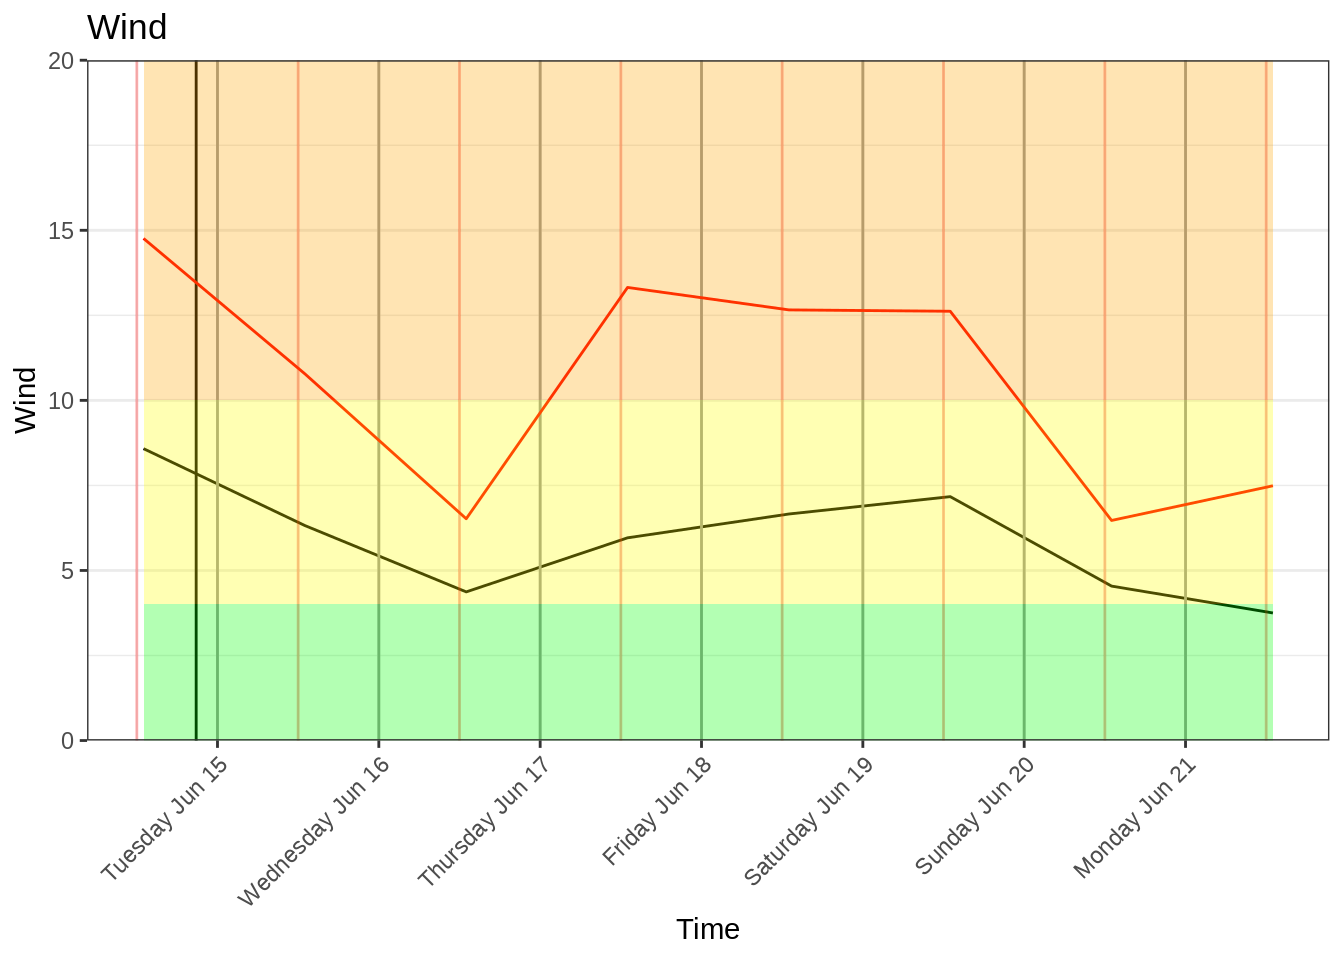 Wind
20
15
10
5
0
Wind
Tuesday Jun 15
Wednesday Jun 16
Thursday Jun 17
Friday Jun 18
Saturday Jun 19
Sunday Jun 20
Monday Jun 21
Time